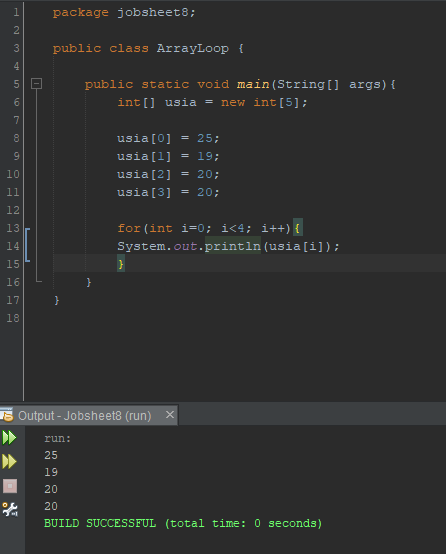 1 package jobsheet8;
2
3 public class ArrayLoop {
4
5 public static void main(String[] args){
6 int[] usia = new int[5];
7
8 usia[0] = 25;
9 usia[1] = 19;
10 usia[2] = 20;
11 usia[3] = 20;
12
13 for(int i=0; i<4; i++){
14 System.out.println(usia[i]);
15 }
16 }
17 }
18
Output - Jobsheet8 (run) ×
run:
25
19
20
20
BUILD SUCCESSFUL (total time: 0 seconds)